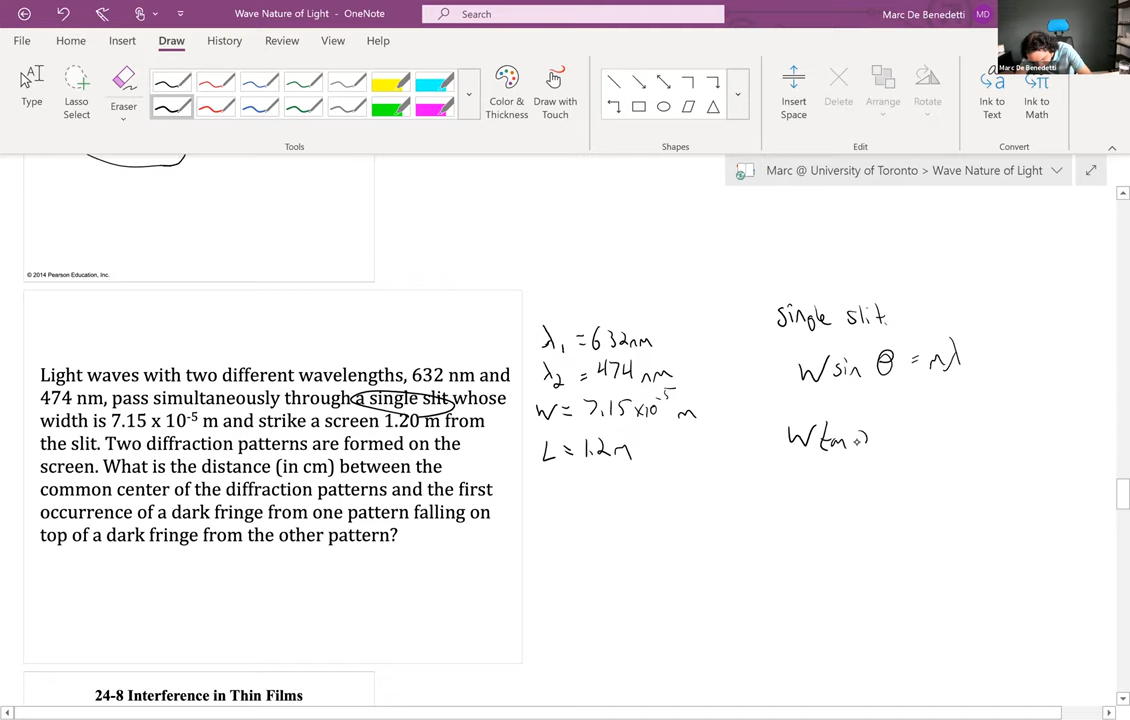 Wave Nature of Light - OneNote
Search
Marc De Benedetti
MD
File
Home
Insert
Draw
History
Review
View
Help
Marc De Benedetti
Type
Lasso Select
Eraser
Color & Thickness
Draw with Touch
Insert Space
Delete
Arrange
Rotate
Ink to Text
Ink to Math
Tools
Shapes
Edit
Convert
Marc @ University of Toronto > Wave Nature of Light
© 2014 Pearson Education, Inc.
Light waves with two different wavelengths, 632 nm and
474 nm, pass simultaneously through a single slit whose
width is 7.15 x 10⁻⁵ m and strike a screen 1.20 m from
the slit. Two diffraction patterns are formed on the
screen. What is the distance (in cm) between the
common center of the diffraction patterns and the first
occurrence of a dark fringe from one pattern falling on
top of a dark fringe from the other pattern?
λ₁ = 632nm
λ₂ = 474 nm
W = 7.15x10⁻⁵ m
L = 1.2m
single slit.
W sin θ = mλ
W tan
24-8 Interference in Thin Films